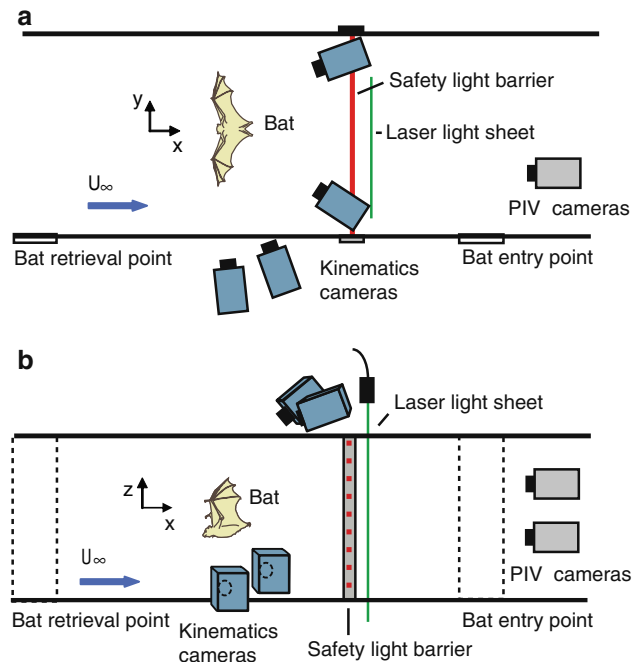 a
Safety light barrier
y
x
Bat
Laser light sheet
U∞
PIV cameras
Bat retrieval point
Kinematics
cameras
Bat entry point
b
Laser light sheet
z
x
Bat
U∞
PIV cameras
Bat retrieval point
Kinematics
cameras
Safety light barrier
Bat entry point